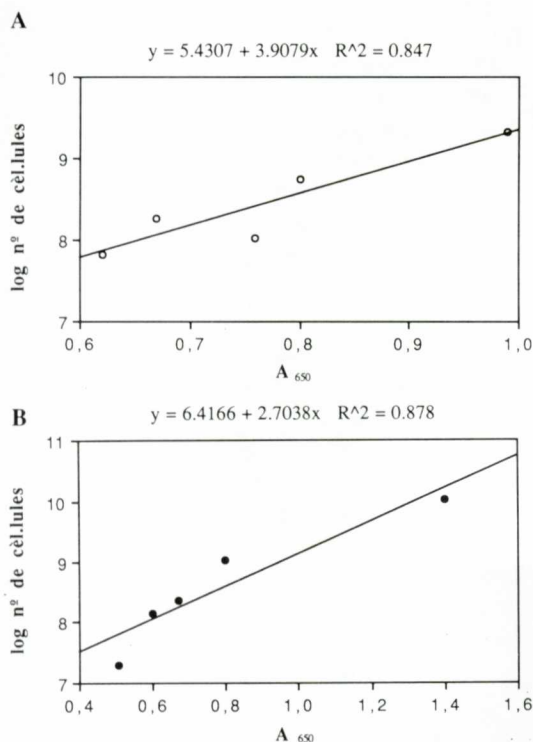 A
y = 5.4307 + 3.9079x R^2 = 0.847
10
9
8
7
log nº de cèl.lules
0,6 0,7 0,8 0,9 1,0
A 650
B
y = 6.4166 + 2.7038x R^2 = 0.878
11
10
9
8
7
log nº de cèl.lules
0,4 0,6 0,8 1,0 1,2 1,4 1,6
A 650